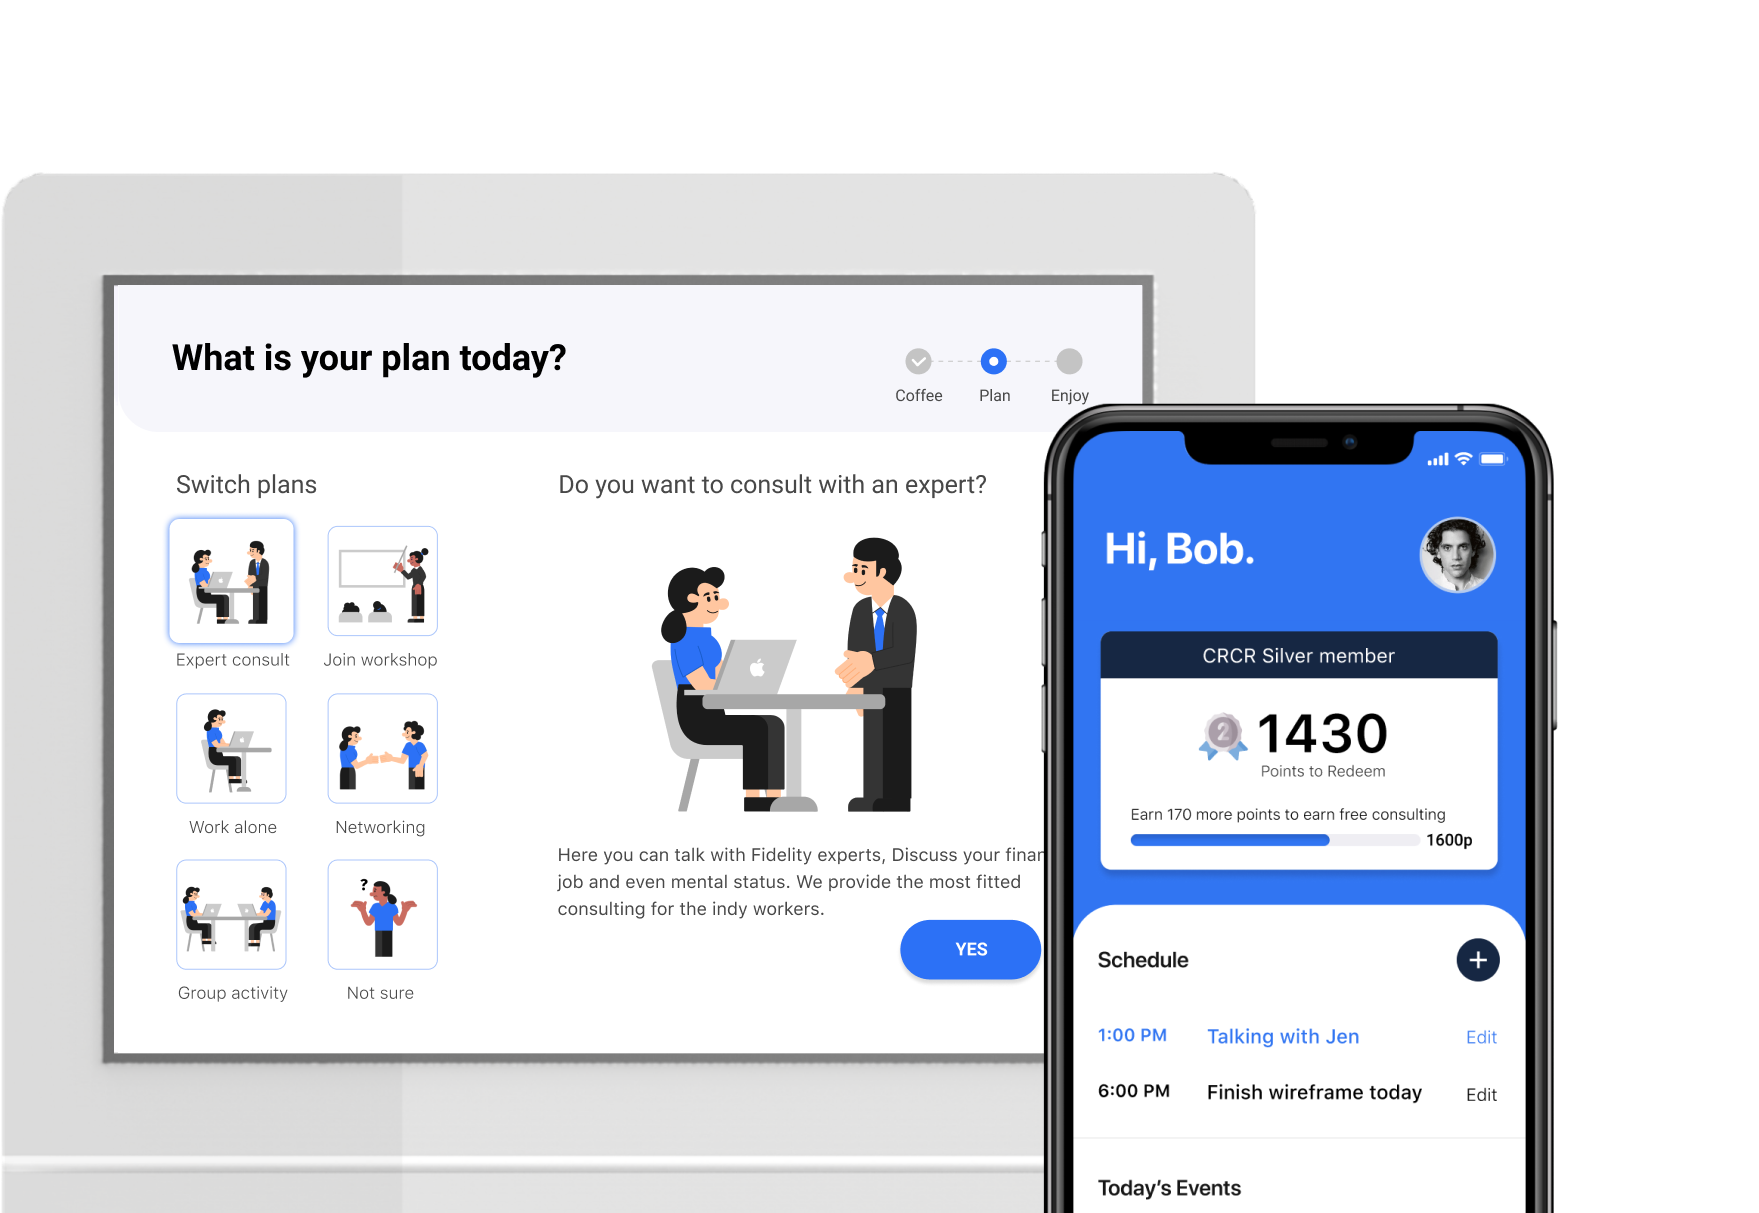 What is your plan today?
Coffee
Plan
Enjoy
Switch plans
Expert consult
Join workshop
Work alone
Networking
?
Group activity
Not sure
Do you want to consult with an expert?
Here you can talk with Fidelity experts, Discuss your
job and even mental status. We provide the most fitted
consulting for the indy workers.
YES
Hi, Bob.
CRCR Silver member
2
1430
Points to Redeem
Earn 170 more points to earn free consulting
1600p
Schedule
+
1:00 PM Talking with Jen Edit
6:00 PM Finish wireframe today Edit
Today's Events